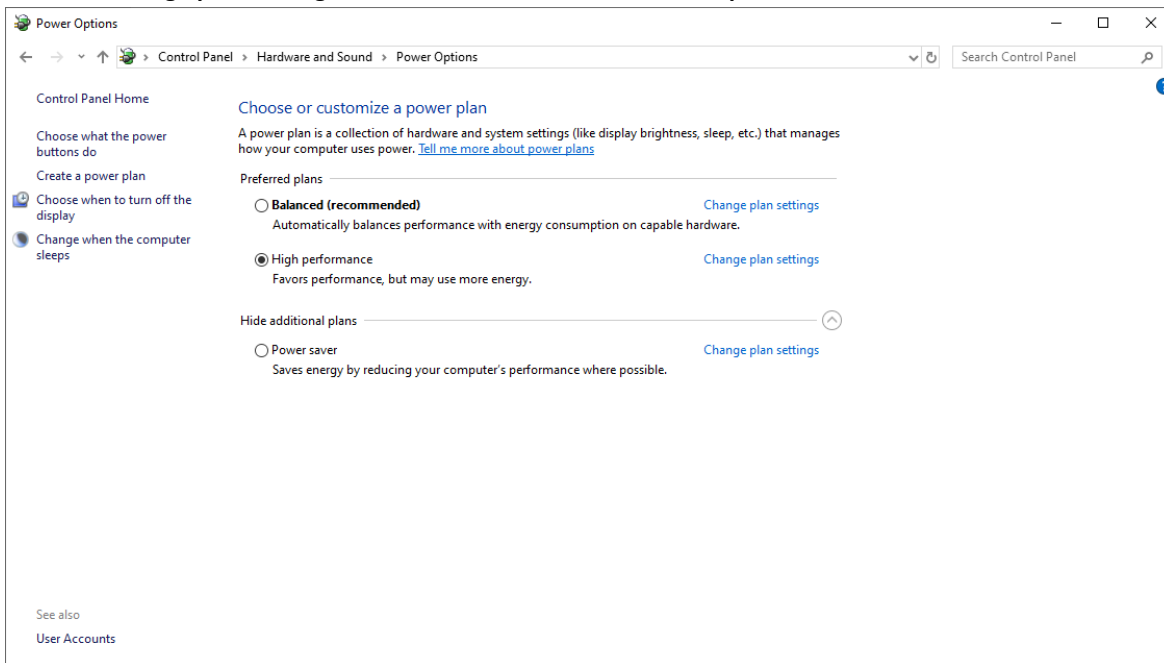 Power Options
Control Panel > Hardware and Sound > Power Options
Search Control Panel
Control Panel Home
Choose what the power
buttons do
Create a power plan
Choose when to turn off the
display
Change when the computer
sleeps
Choose or customize a power plan
A power plan is a collection of hardware and system settings (like display brightness, sleep, etc.) that manages
how your computer uses power. Tell me more about power plans
Preferred plans
Balanced (recommended) Change plan settings
Automatically balances performance with energy consumption on capable hardware.
High performance Change plan settings
Favors performance, but may use more energy.
Hide additional plans
Power saver Change plan settings
Saves energy by reducing your computer's performance where possible.
See also
User Accounts